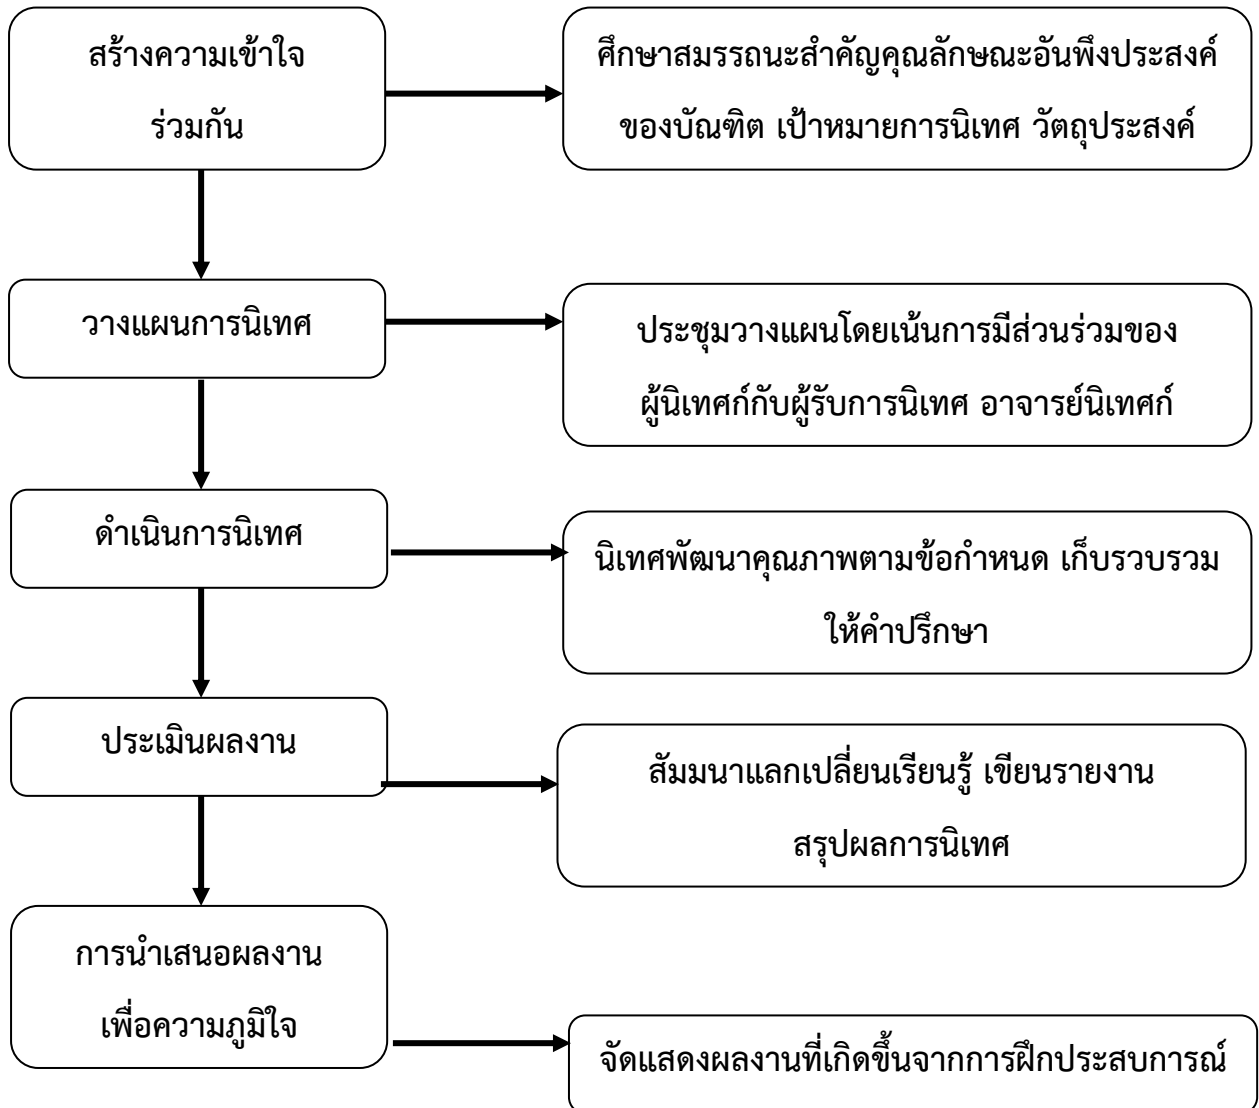 สร้างความเข้าใจ
ร่วมกัน
ศึกษาสมรรถนะสำคัญคุณลักษณะอันพึงประสงค์
ของบัณฑิต เป้าหมายการนิเทศ วัตถุประสงค์
วางแผนการนิเทศ
ประชุมวางแผนโดยเน้นการมีส่วนร่วมของ
ผู้นิเทศก์กับผู้รับการนิเทศ อาจารย์นิเทศก์
ดำเนินการนิเทศ
นิเทศพัฒนาคุณภาพตามข้อกำหนด เก็บรวบรวม
ให้คำปรึกษา
ประเมินผลงาน
สัมมนาแลกเปลี่ยนเรียนรู้ เขียนรายงาน
สรุปผลการนิเทศ
การนำเสนอผลงาน
เพื่อความภูมิใจ
จัดแสดงผลงานที่เกิดขึ้นจากการฝึกประสบการณ์